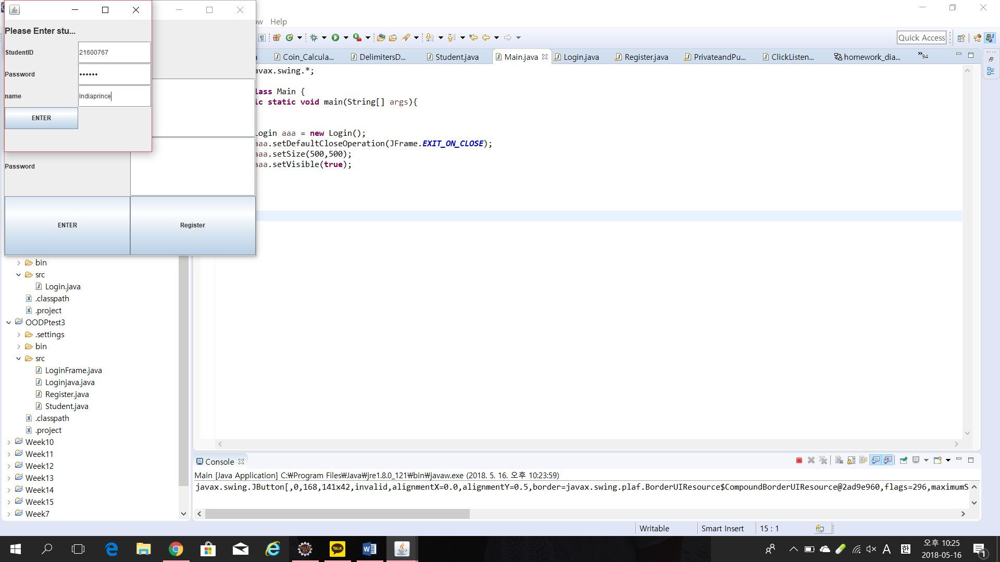 Please Enter stu...
StudentID
21600767
Password
••••••
name
Indiaprince
ENTER
Password
ENTER
Register
ow Help
Quick Access
a
Coin_Calcula...
DelimitersD...
Student.java
Main.java
Login.java
Register.java
PrivateandPu...
ClickListen...
homework_dia...
»94
avax.swing.*;
lass Main {
ic static void main(String[] args){
Login aaa = new Login();
aaa.setDefaultCloseOperation(JFrame.EXIT_ON_CLOSE);
aaa.setSize(500,500);
aaa.setVisible(true);
bin
src
Login.java
.classpath
.project
OODPtest3
.settings
bin
src
LoginFrame.java
Loginjava.java
Register.java
Student.java
.classpath
.project
Week10
Week11
Week12
Week13
Week14
Week15
Week7
Console
Main [Java Application] C:₩Program Files₩Java₩jre1.8.0_121₩bin₩javaw.exe (2018. 5. 16. 오후 10:23:59)
javax.swing.JButton[,0,168,141x42,invalid,alignmentX=0.0,alignmentY=0.5,border=javax.swing.plaf.BorderUIResource$CompoundBorderUIResource@2ad9e960,flags=296,maximumS
Writable
Smart Insert
15 : 1
TALK
A
한
오후 10:25
2018-05-16
1